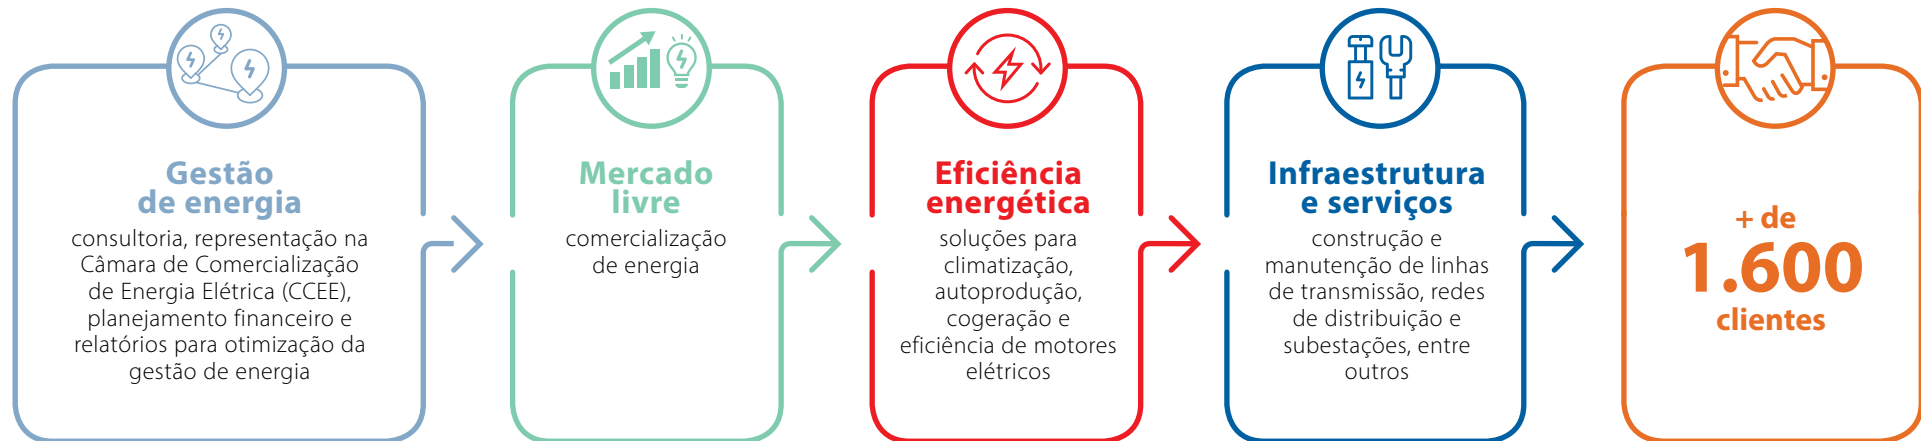 Gestão
de energia
consultoria, representação na
Câmara de Comercialização
de Energia Elétrica (CCEE),
planejamento financeiro e
relatórios para otimização da
gestão de energia
Mercado
livre
comercialização
de energia
Eficiência
energética
soluções para
climatização,
autoprodução,
cogeração e
eficiência de motores
elétricos
Infraestrutura
e serviços
construção e
manutenção de linhas
de transmissão, redes
de distribuição e
subestações, entre
outros
+ de
1.600
clientes